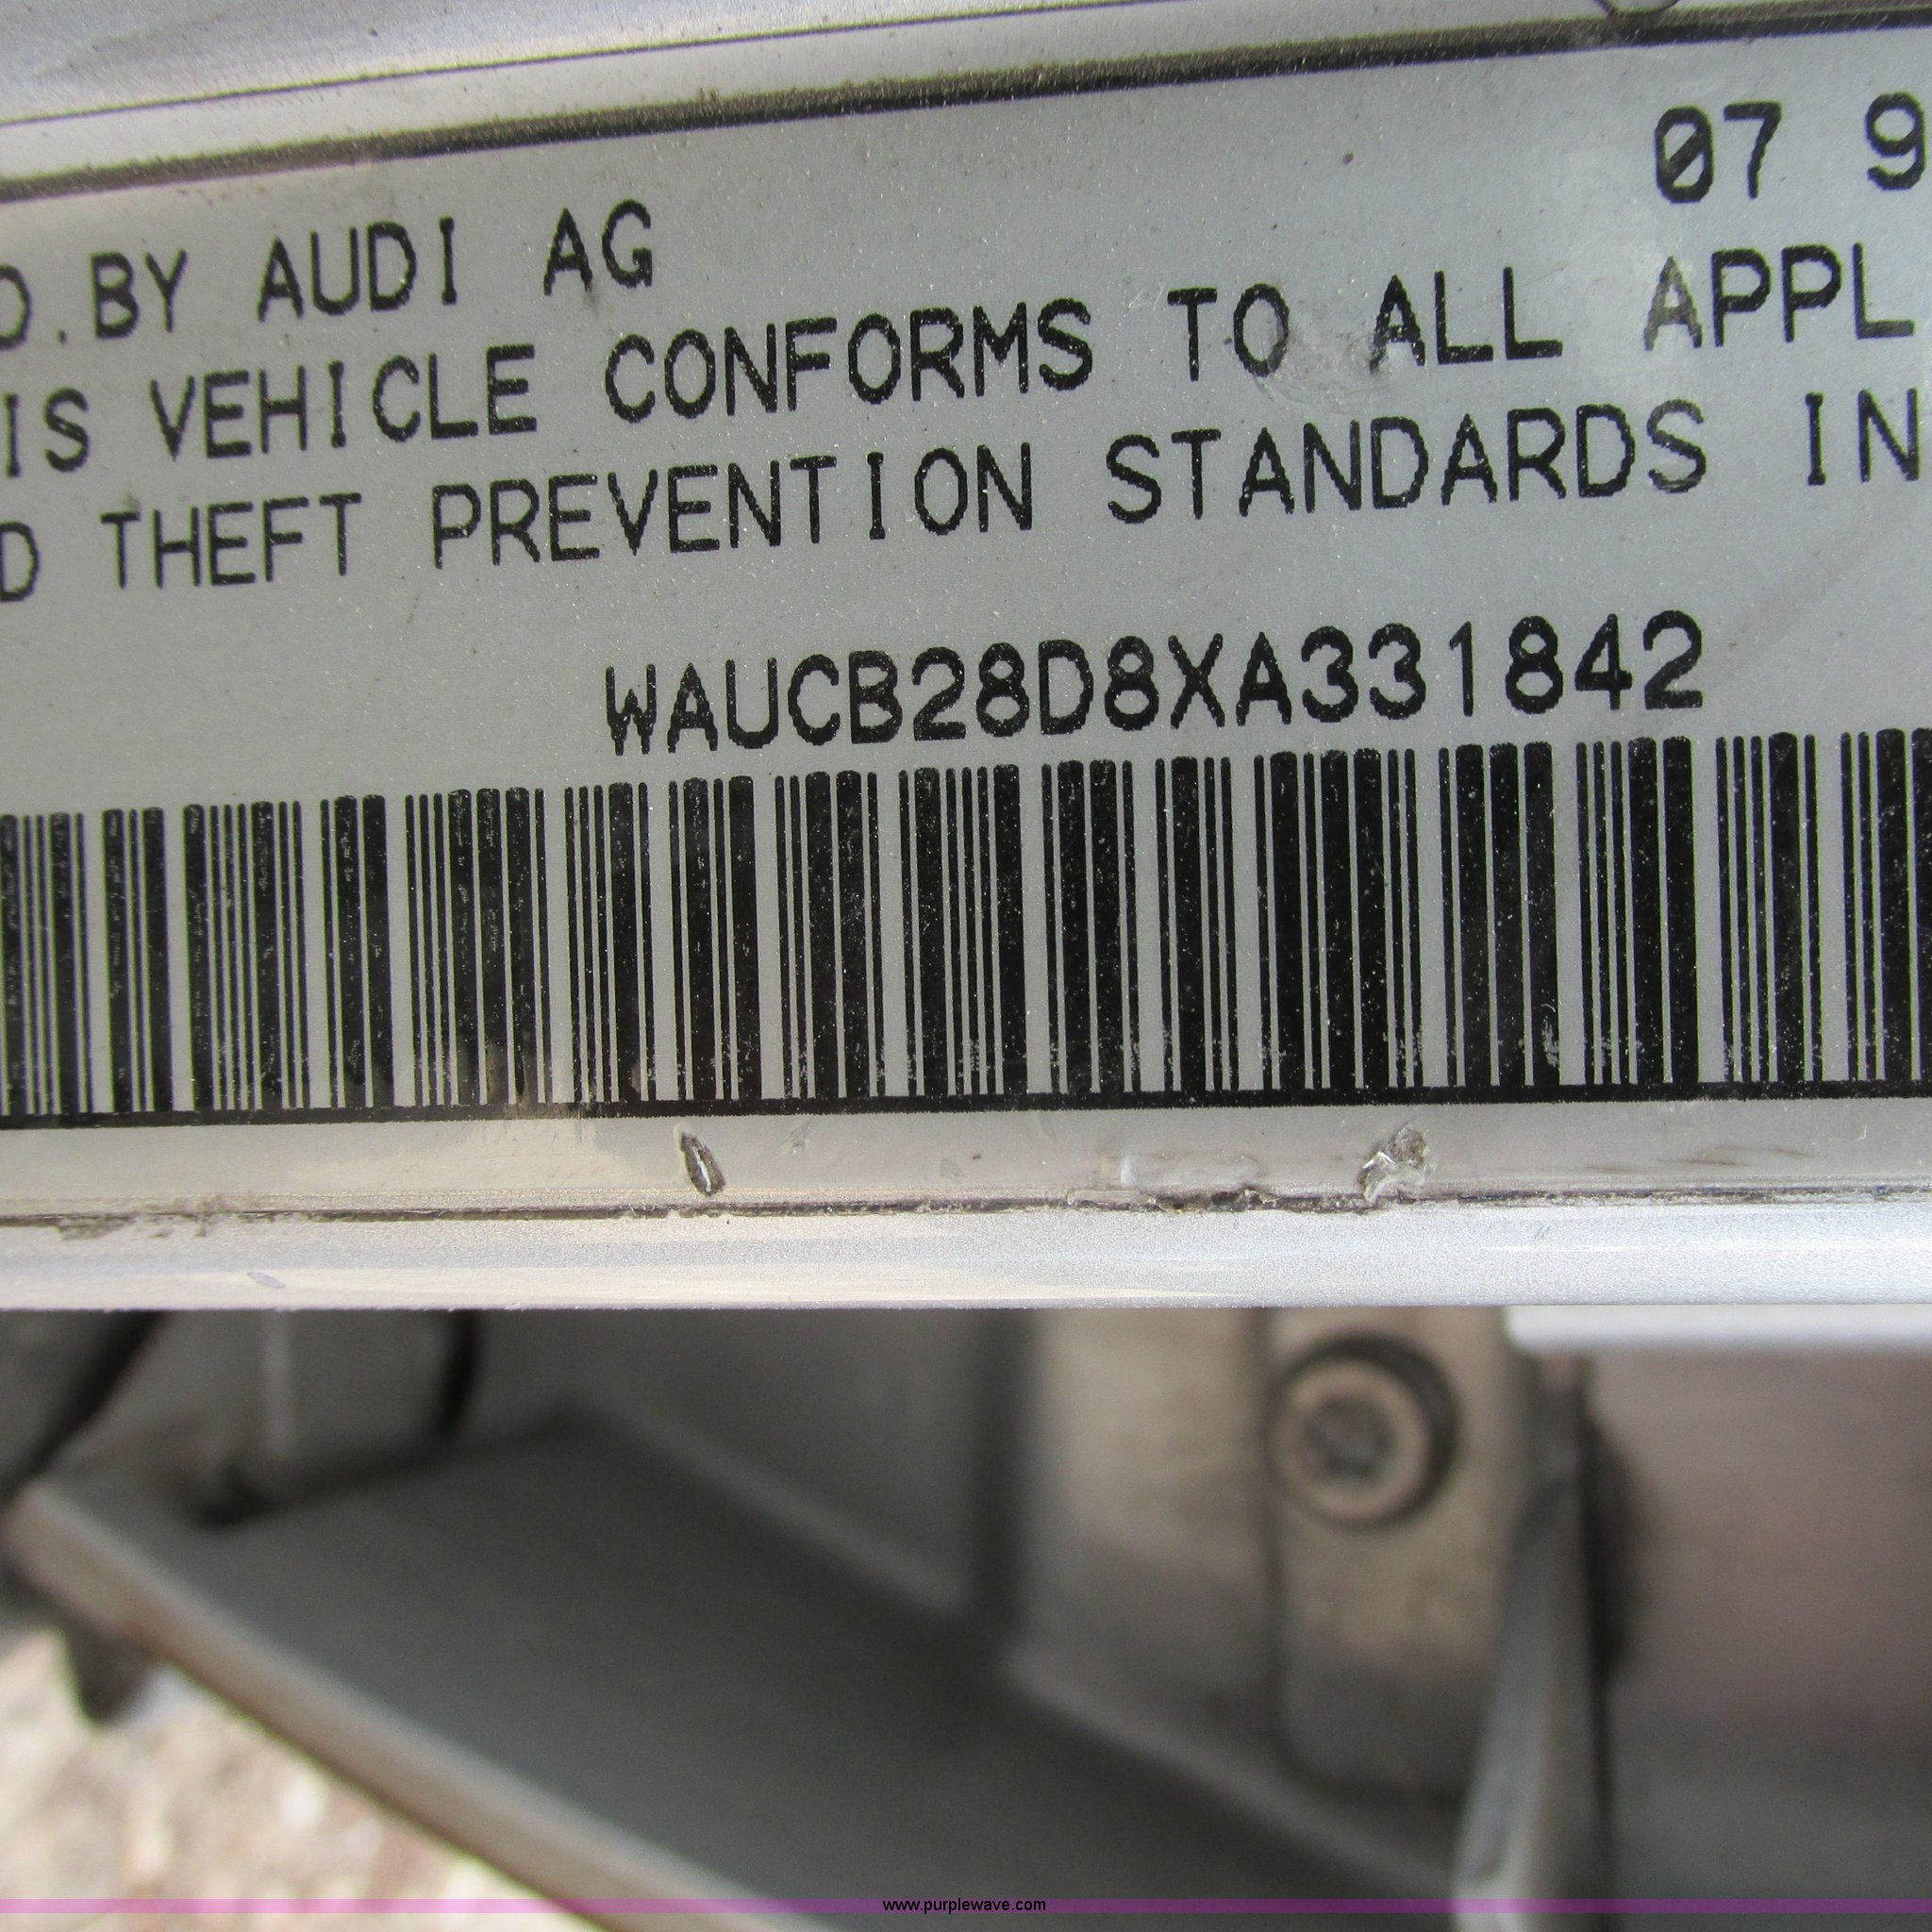 07 9
D.BY AUDI AG
IS VEHICLE CONFORMS TO ALL APPL
D THEFT PREVENTION STANDARDS IN
WAUCB28D8XA331842
www.purplewave.com